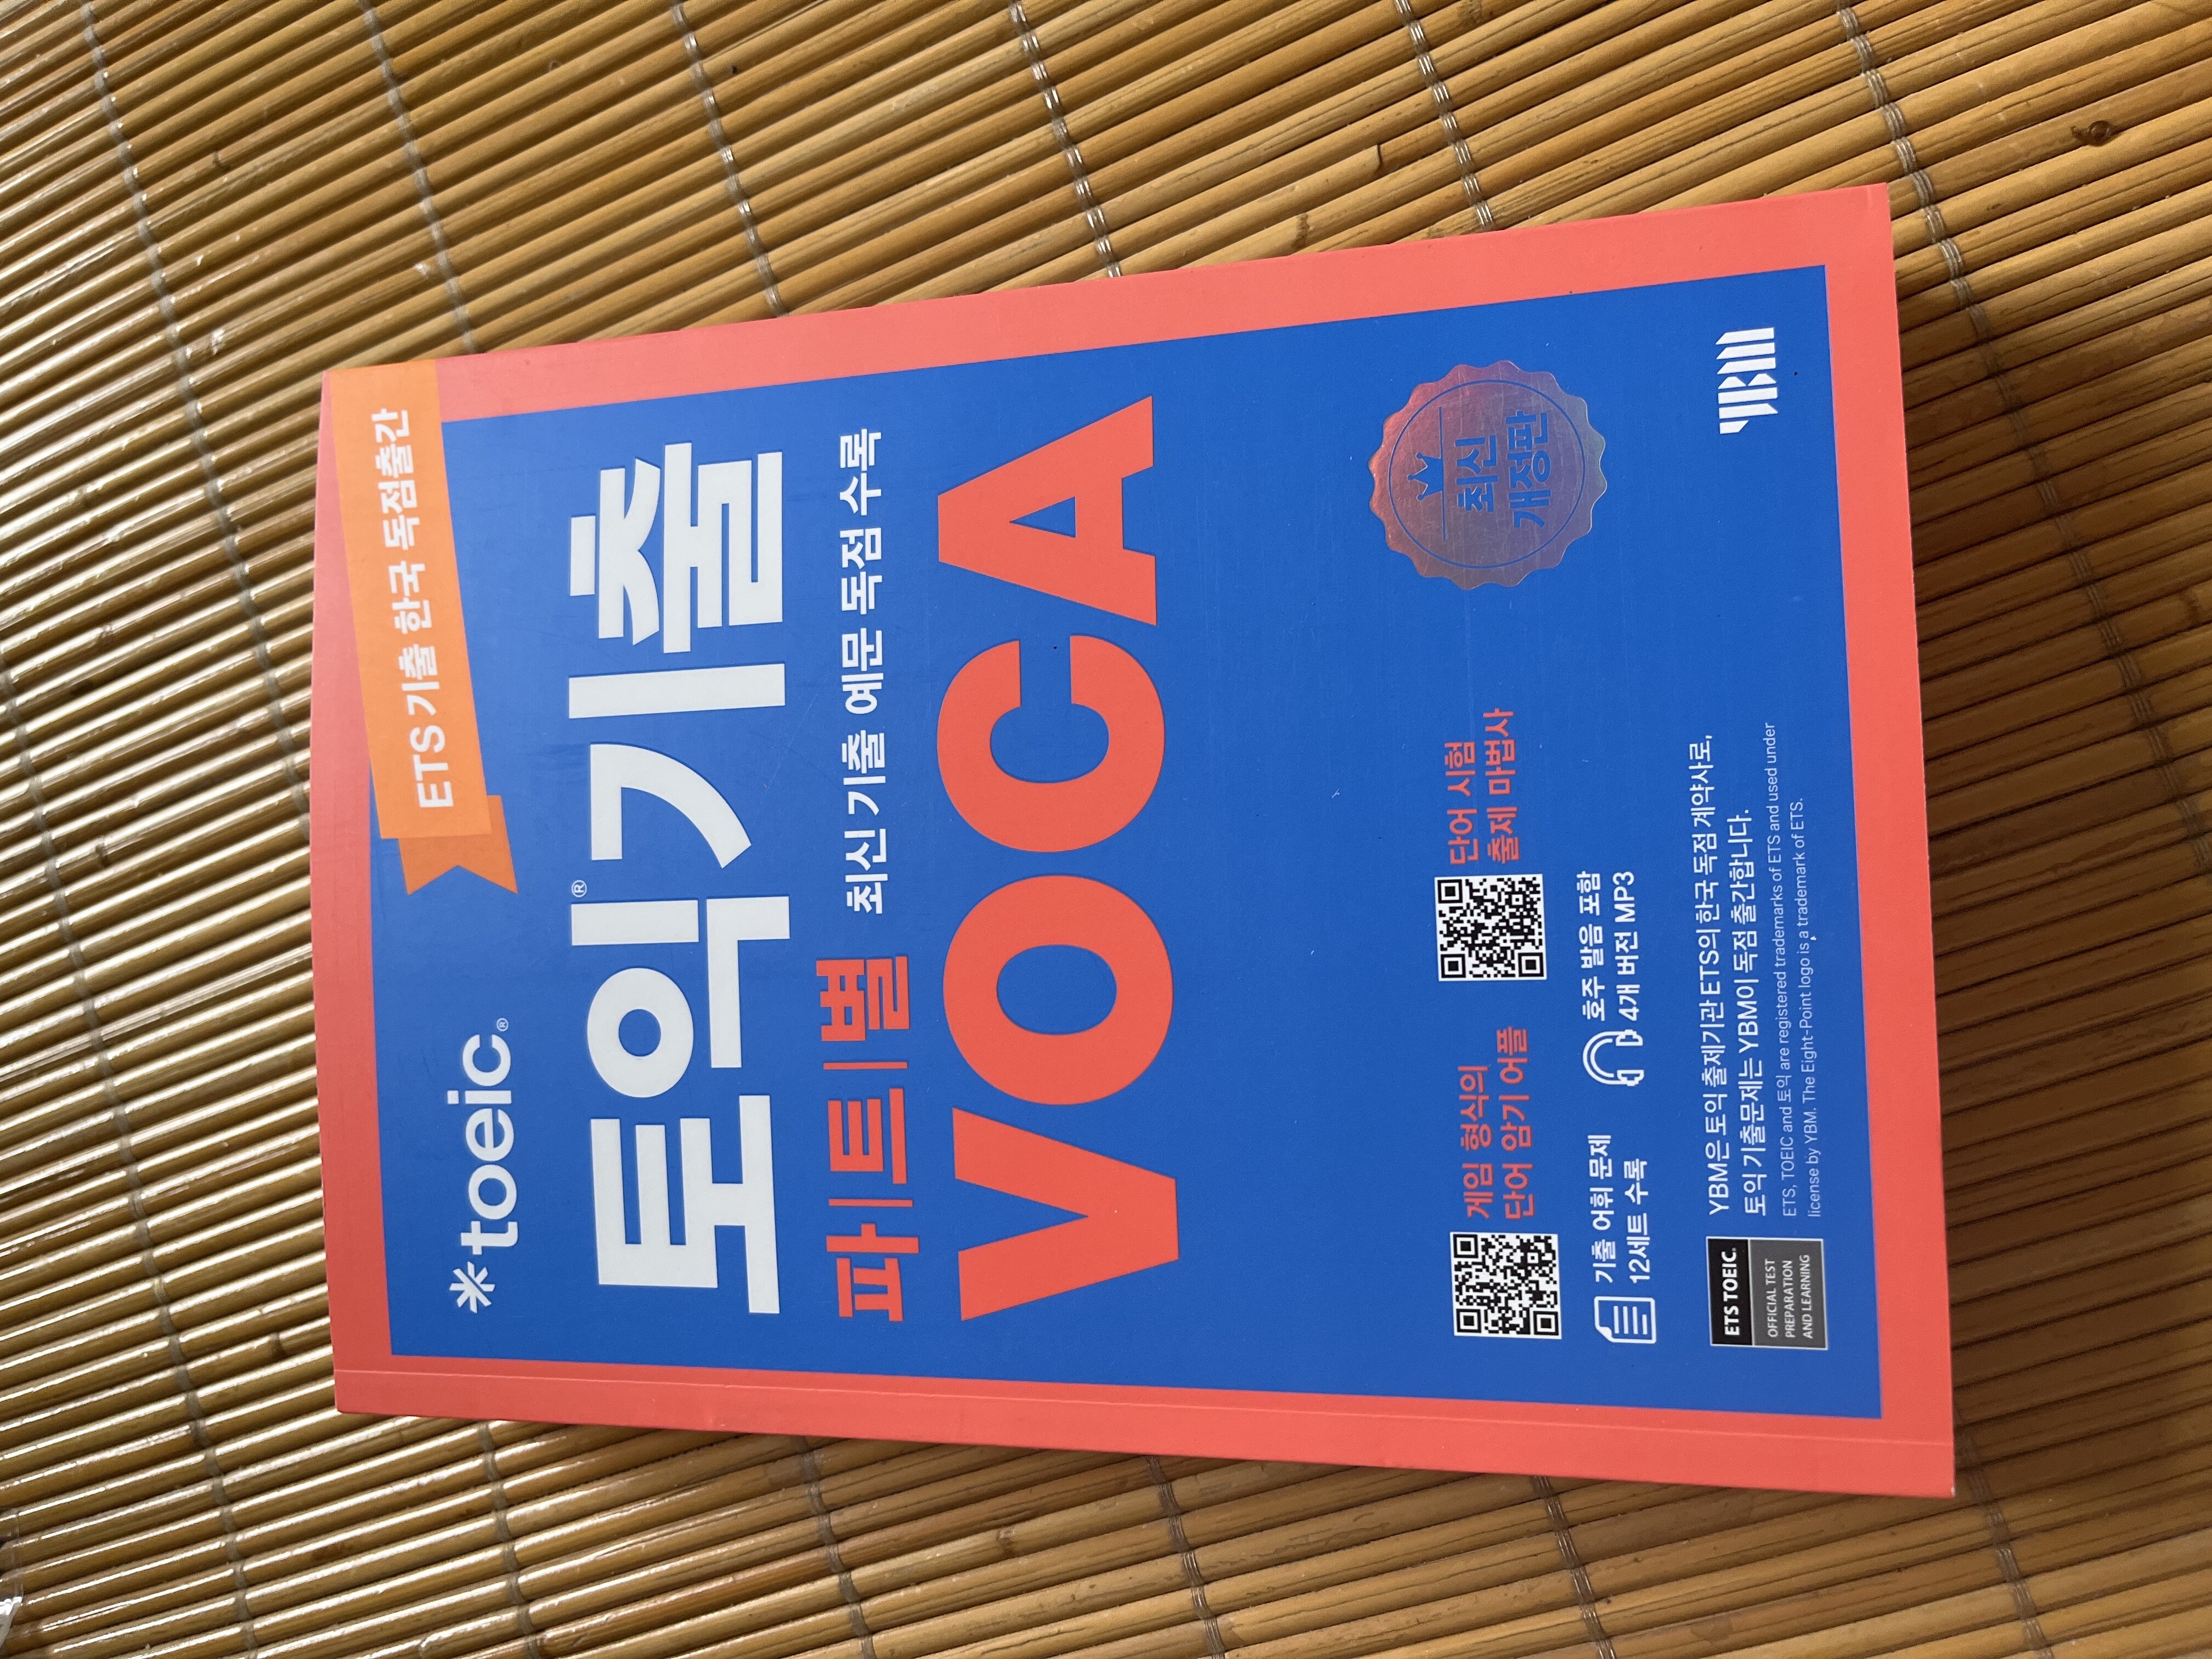 ETS 기출 한국 독점출간
toeic®
토익®기출
파트별 최신 기출 예문 독점 수록
VOCA
최신
개정판
게임 형식의
단어 암기 어플
단어 시험
출제 마법사
기출 어휘 문제
12세트 수록
호주 발음 포함
4개 버전 MP3
ETS TOEIC.
OFFICIAL TEST
PREPARATION
AND LEARNING
YBM은 토익 출제기관 ETS의 한국 독점 계약사로,
토익 기출문제는 YBM이 독점 출간합니다.
ETS, TOEIC and 토익 are registered trademarks of ETS and used under
license by YBM. The Eight-Point logo is a trademark of ETS.
YBM